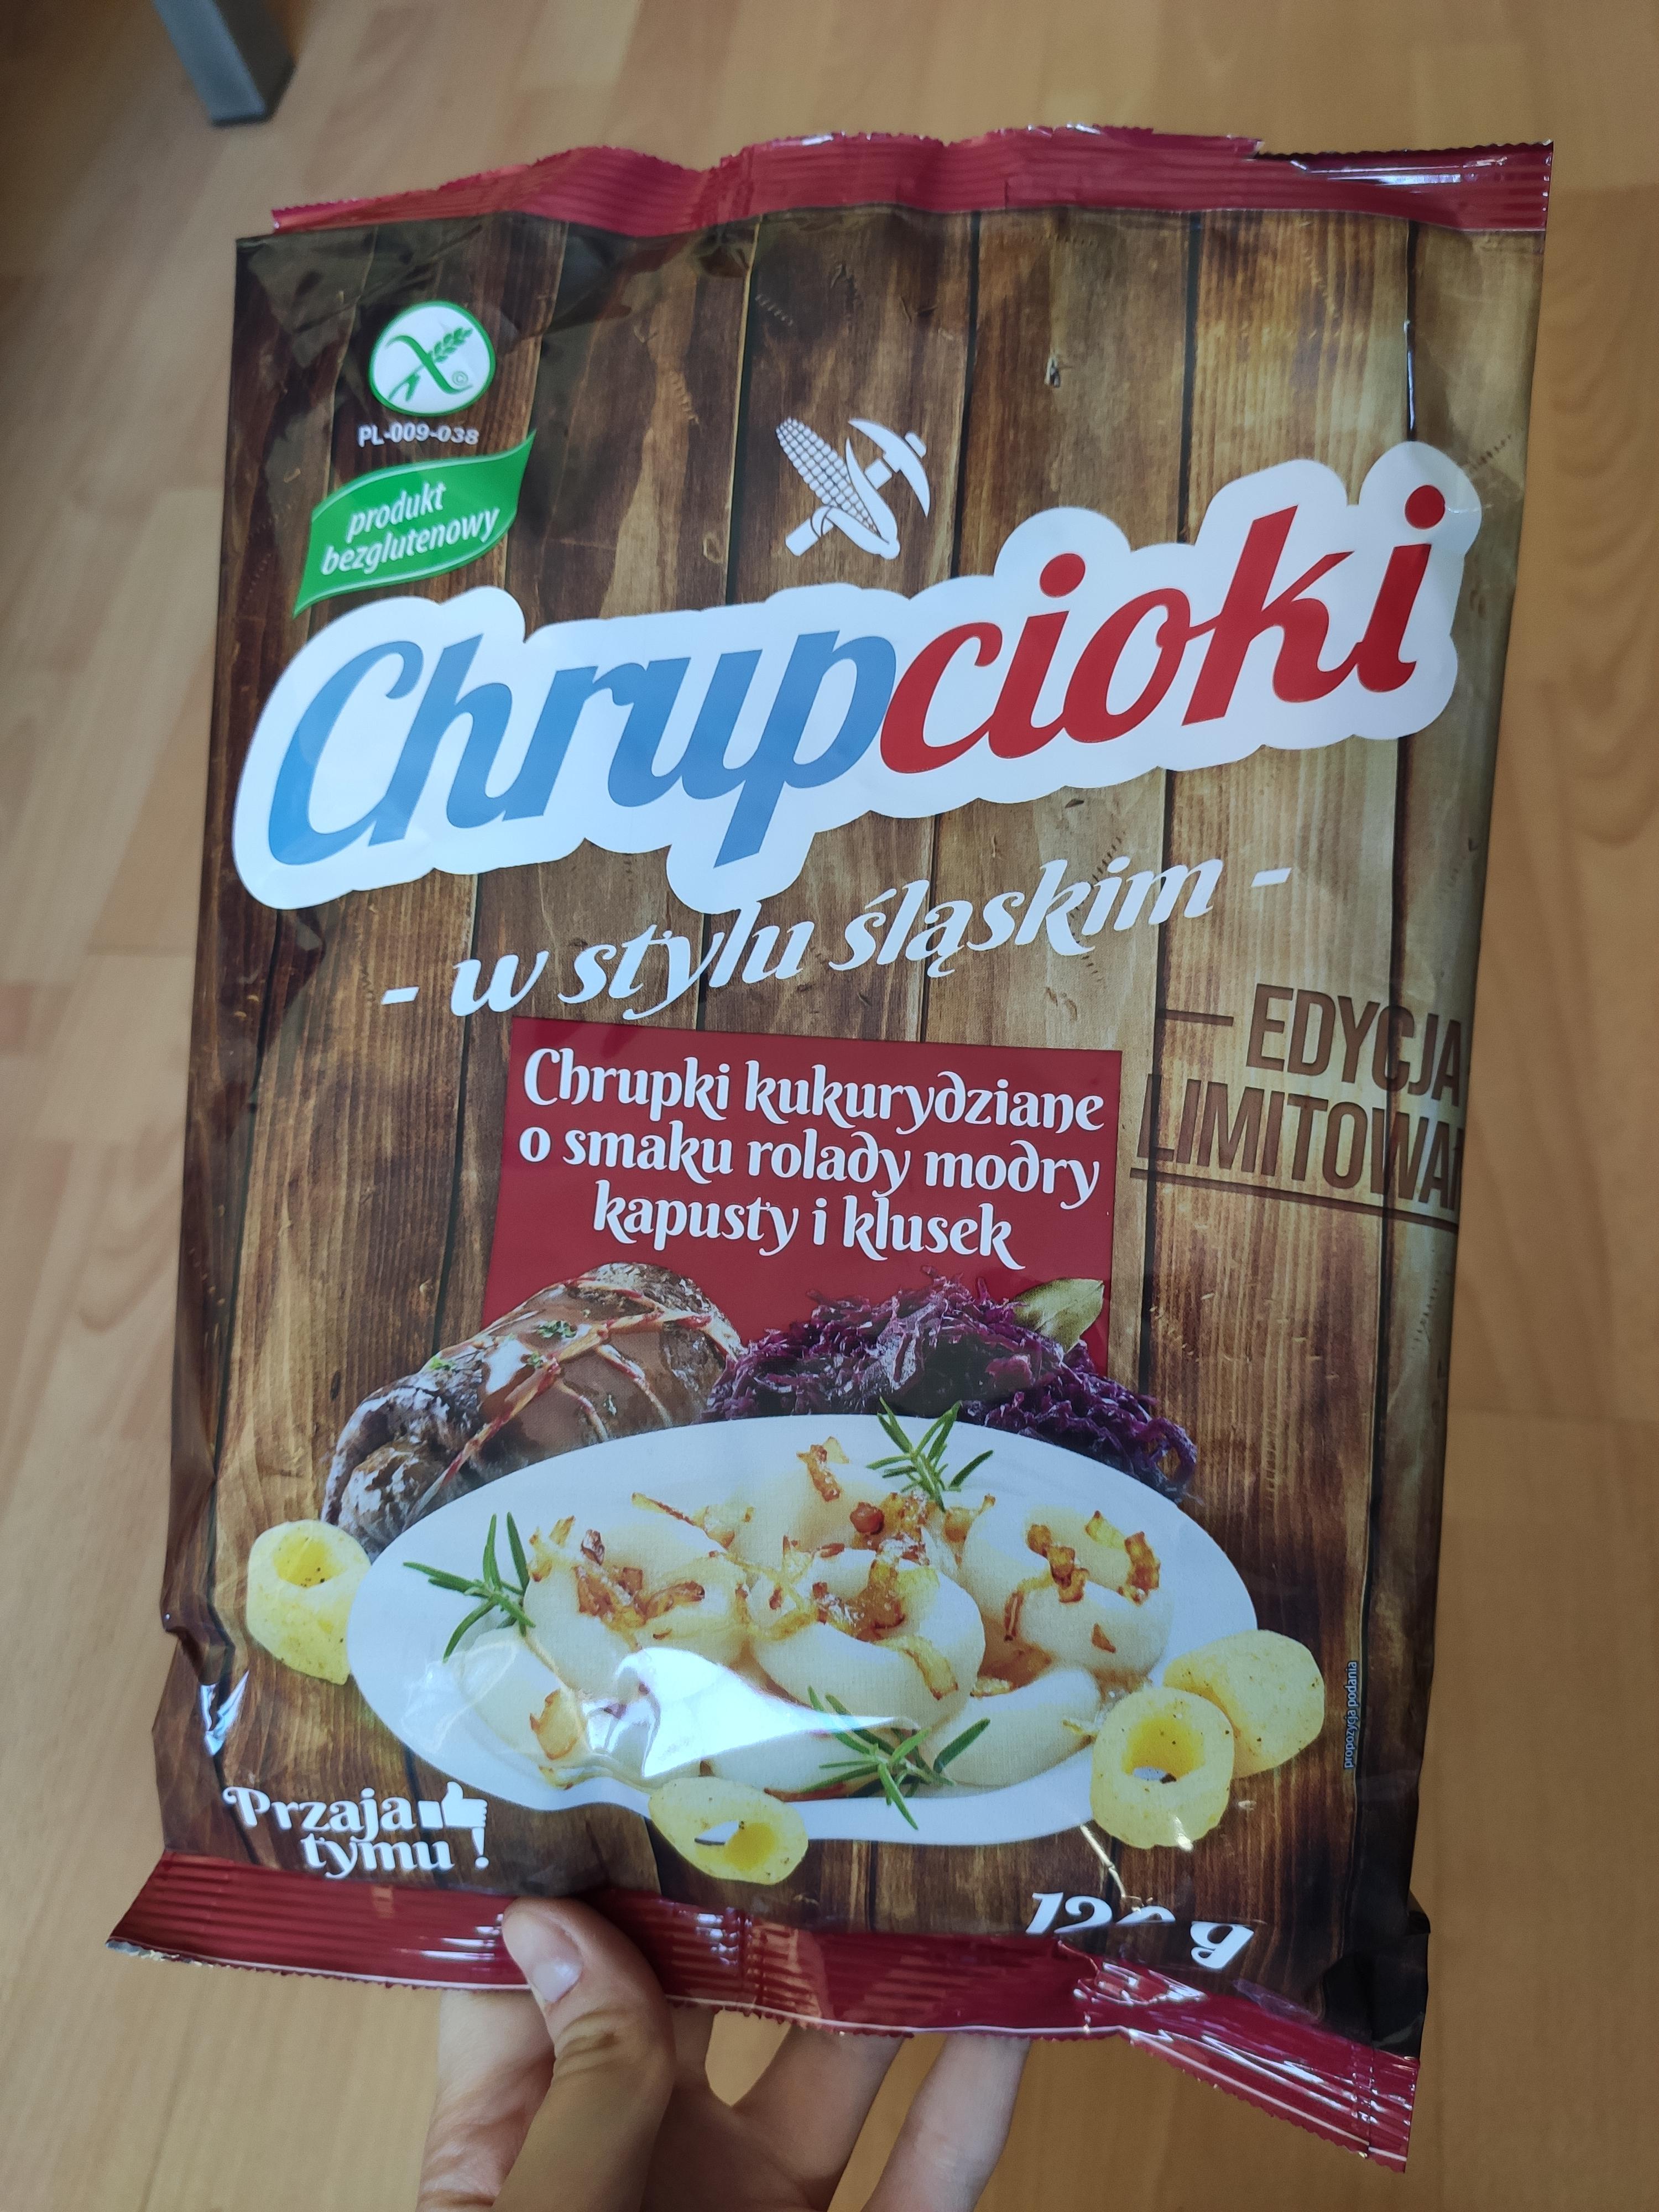 PL-009-038
produkt
bezglutenowy
Chrupcioki
- w stylu śląskim -
EDYCJA
Chrupki kukurydziane
o smaku rolady modry
kapusty i klusek
propozycja podania
Przaja
tymu!
g